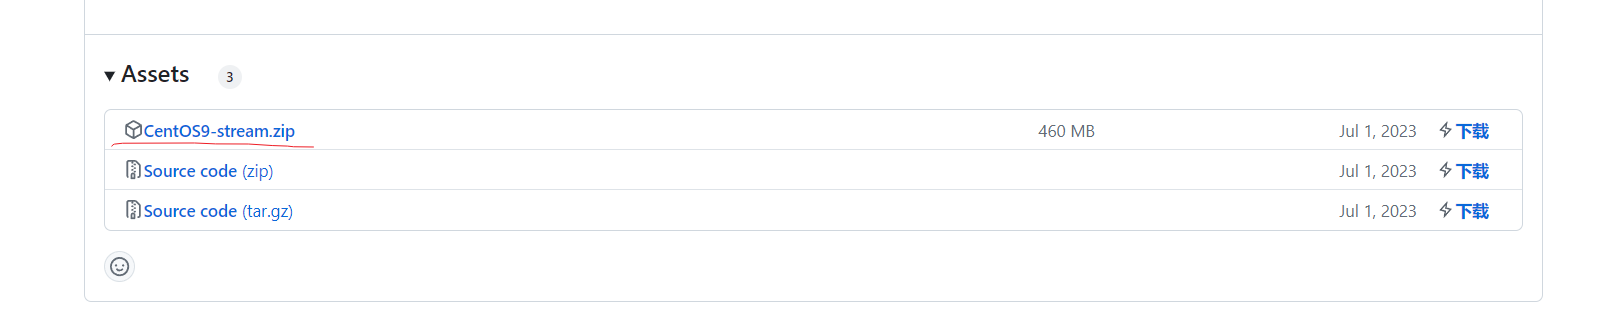 Assets 3
CentOS9-stream.zip 460 MB Jul 1, 2023 下载
Source code (zip) Jul 1, 2023 下载
Source code (tar.gz) Jul 1, 2023 下载